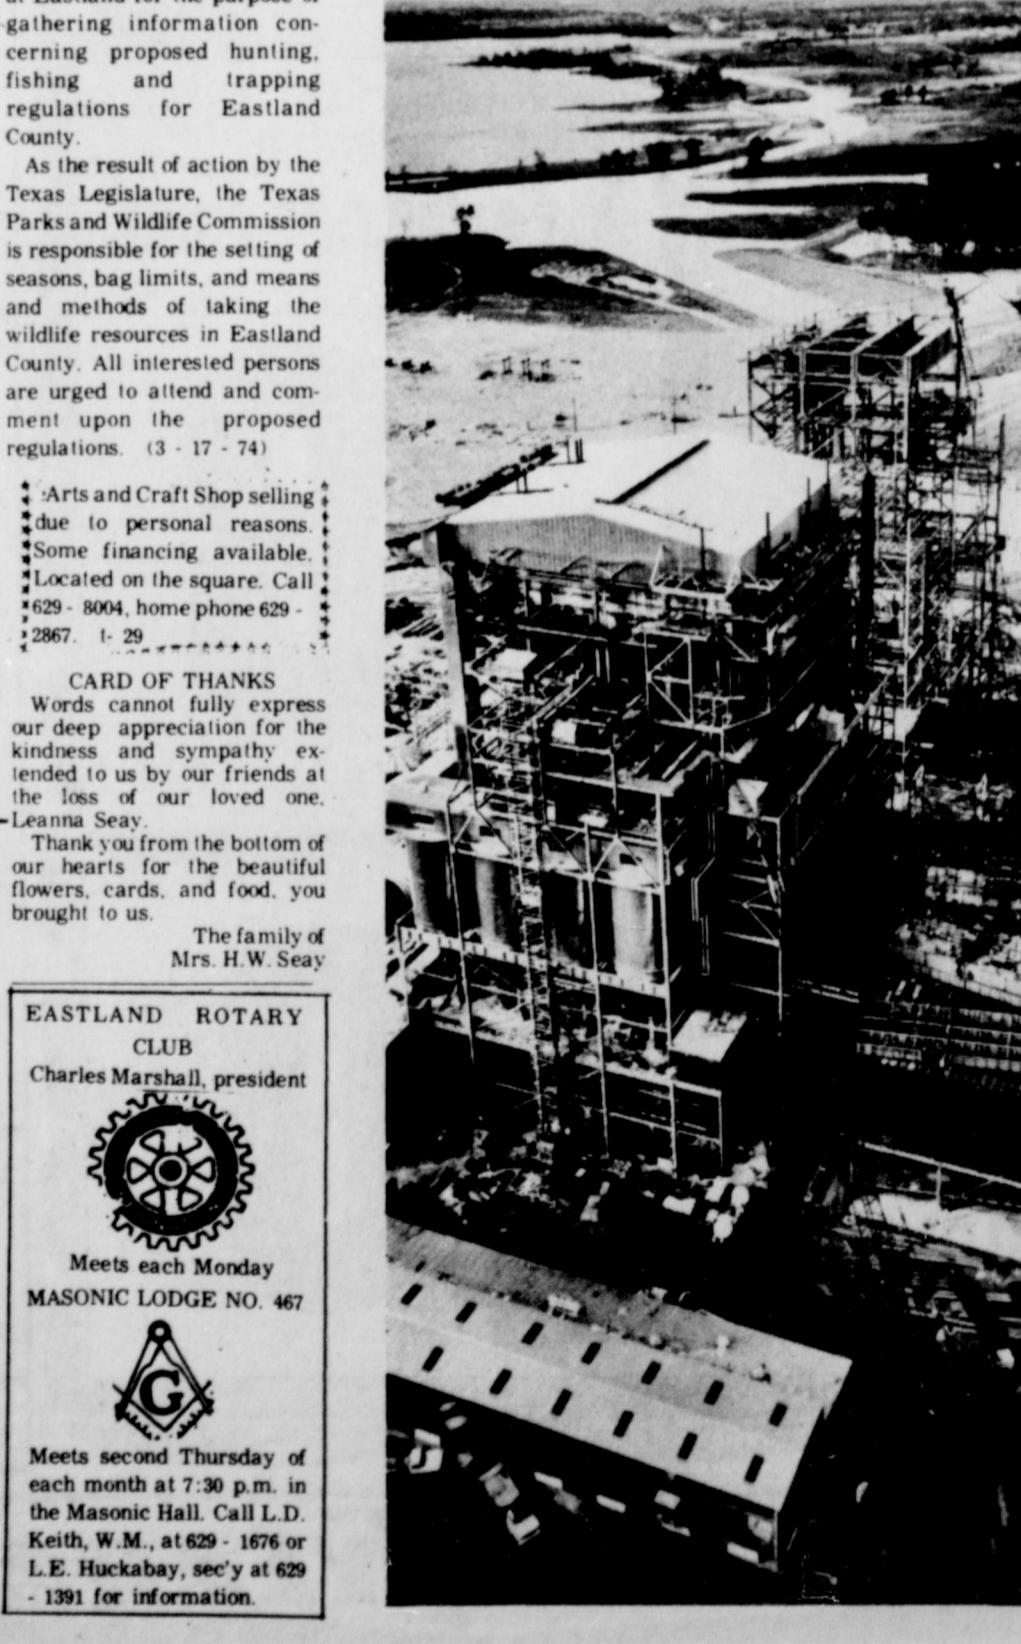 at Eastland for the purpose of
gathering information con-
cerning proposed hunting,
fishing and trapping
regulations for Eastland
County.
As the result of action by the
Texas Legislature, the Texas
Parks and Wildlife Commission
is responsible for the setting of
seasons, bag limits, and means
and methods of taking the
wildlife resources in Eastland
County. All interested persons
are urged to attend and com-
ment upon the proposed
regulations. (3 - 17 - 74)
Arts and Craft Shop selling
due to personal reasons.
Some financing available.
Located on the square. Call
629 - 8004, home phone 629 -
2867. t- 29
CARD OF THANKS
Words cannot fully express
our deep appreciation for the
kindness and sympathy ex-
tended to us by our friends at
the loss of our loved one,
-Leanna Seay.
Thank you from the bottom of
our hearts for the beautiful
flowers, cards, and food, you
brought to us.
The family of
Mrs. H.W. Seay
EASTLAND ROTARY
CLUB
Charles Marshall, president
Meets each Monday
MASONIC LODGE NO. 467
G
Meets second Thursday of
each month at 7:30 p.m. in
the Masonic Hall. Call L.D.
Keith, W.M., at 629 - 1676 or
L.E. Huckabay, sec'y at 629
- 1391 for information.